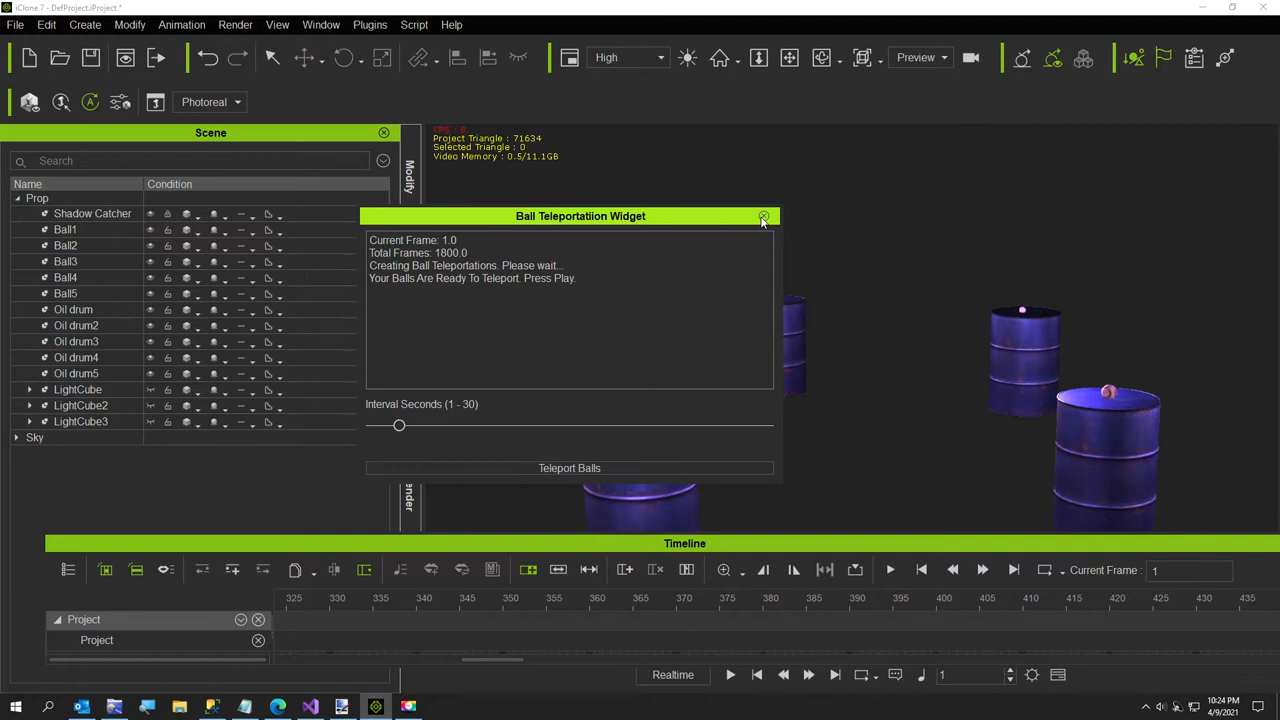 iClone 7 - DefProject.iProject *
File Edit Create Modify Animation Render View Window Plugins Script Help
High
Preview
Photoreal
Scene
Search
Name Condition
Prop
Shadow Catcher
Ball1
Ball2
Ball3
Ball4
Ball5
Oil drum
Oil drum2
Oil drum3
Oil drum4
Oil drum5
LightCube
LightCube2
LightCube3
Sky
Modify
FPS : 0
Project Triangle : 71634
Selected Triangle : 0
Video Memory : 0.5/11.1GB
Ball Teleportatiion Widget
Current Frame: 1.0
Total Frames: 1800.0
Creating Ball Teleportations. Please wait...
Your Balls Are Ready To Teleport. Press Play.
Interval Seconds (1 - 30)
Teleport Balls
ender
Timeline
Current Frame : 1
325 330 335 340 345 350 355 360 365 370 375 380 385 390 395 400 405 410 415 420 425 430 435
Project
Project
Realtime
1
10:24 PM
4/9/2021